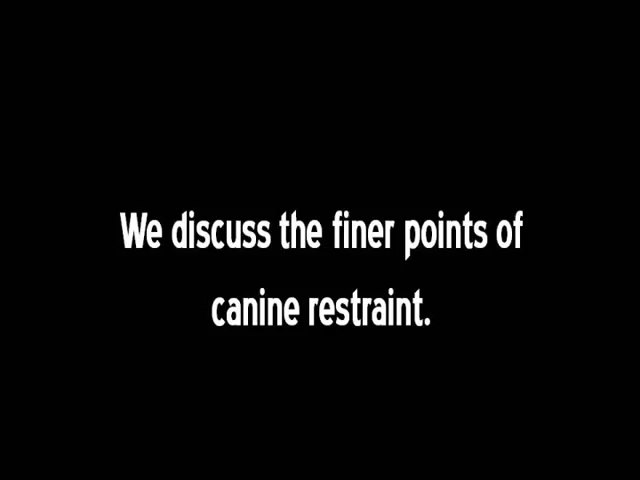 We discuss the finer points of
canine restraint.